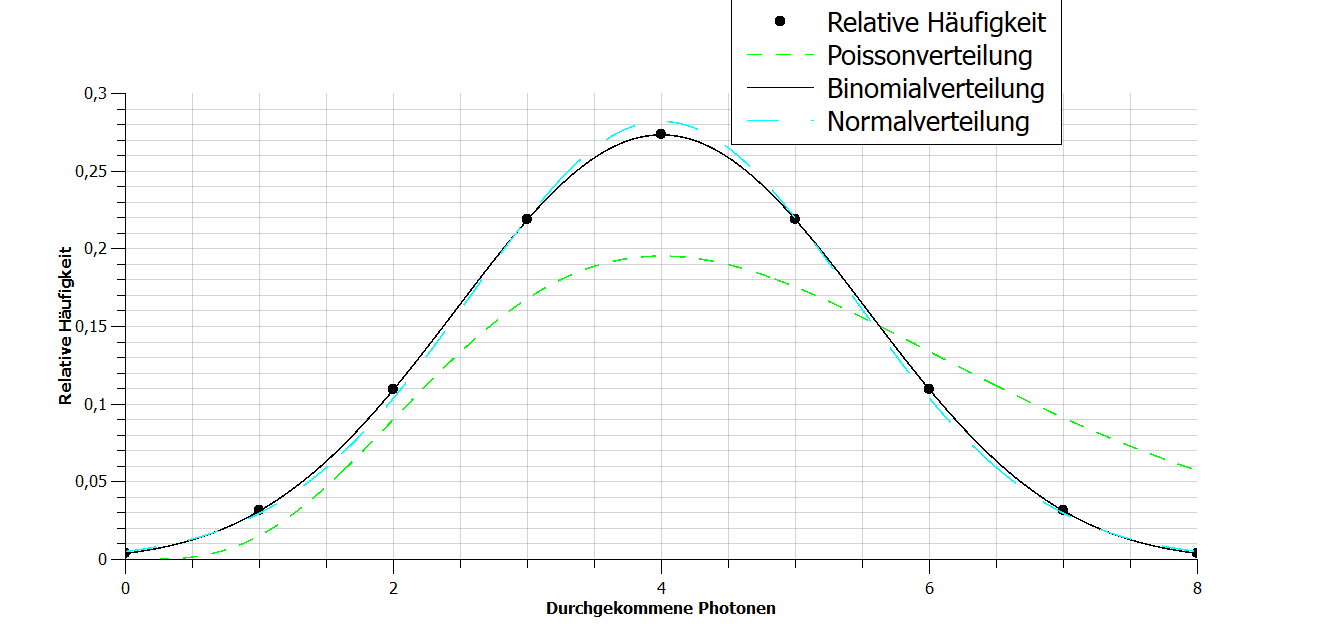 Relative Häufigkeit
Poissonverteilung
Binomialverteilung
Normalverteilung
0,3
0,25
0,2
0,15
0,1
0,05
0
Relative Häufigkeit
0 2 4 6 8
Durchgekommene Photonen